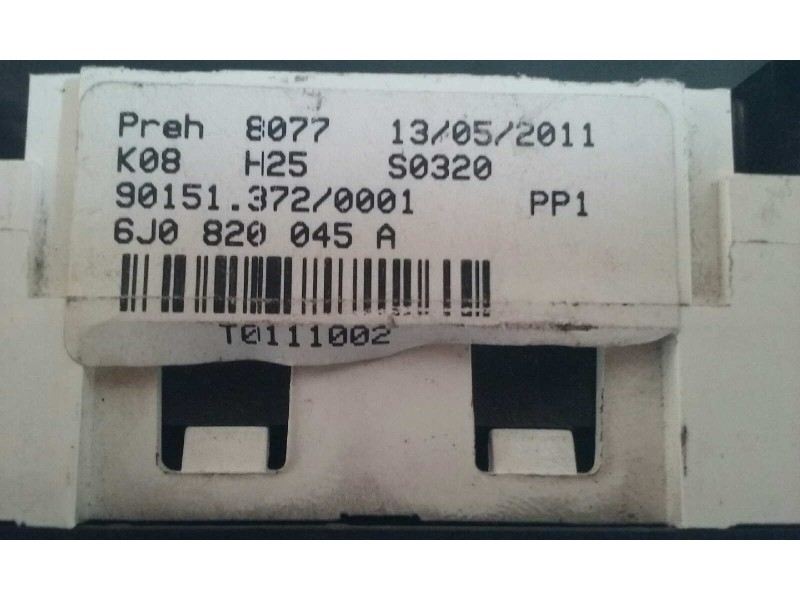 Preh 8077 13/05/2011
K08 H25 S0320
90151.372/0001 PP1
6J0 820 045 A
T0111002